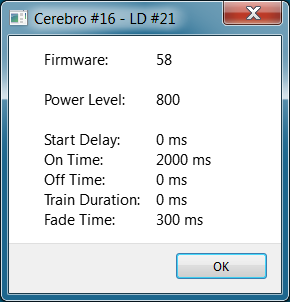 Cerebro #16 - LD #21
Firmware: 58
Power Level: 800
Start Delay: 0 ms
On Time: 2000 ms
Off Time: 0 ms
Train Duration: 0 ms
Fade Time: 300 ms
OK